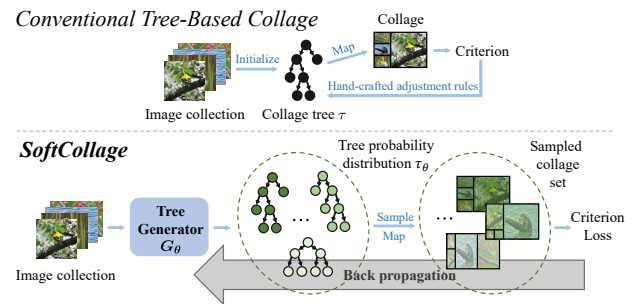 Conventional Tree-Based Collage
Collage
Initialize
Map
Criterion
Hand-crafted adjustment rules
Image collection
Collage tree τ
SoftCollage
Tree probability
distribution τθ
Sampled
collage
set
Tree
Generator
Gθ
...
Sample
Map
...
Criterion
Loss
Image collection
Back propagation